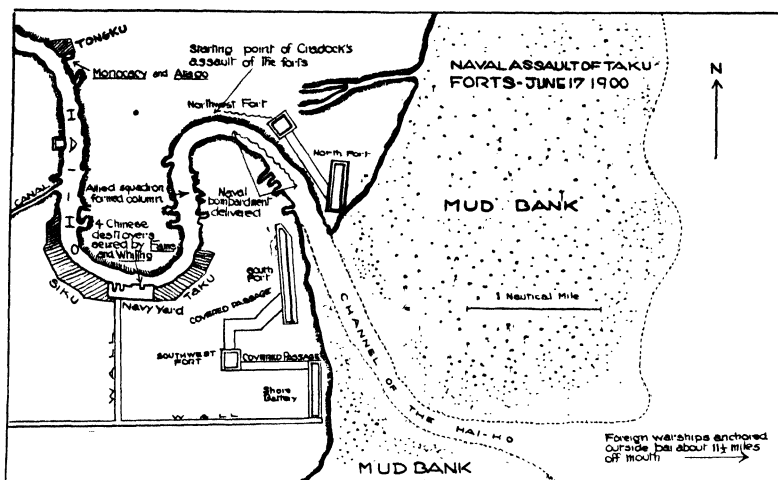 TONGKU
Monocacy and Atago
Starting point of Cradock's
assault of the forts
Northwest Fort
NAVAL ASSAULT OF TAKU
FORTS - JUNE 17 1900
N
North Fort
Allied squadron
formed column
Naval
bombardment
delivered
MUD BANK
CANAL
4 Chinese
destroyers
seized by Fame
and Whiting
SIKU
TAKU
Navy Yard
South
Fort
1 Nautical Mile
COVERED PASSAGE
SOUTHWEST
FORT
COVERED PASSAGE
Shore
Battery
WALL
WALL
CHANNEL OF THE HAI-HO
MUD BANK
Foreign warships anchored
outside bar about 11½ miles
off mouth